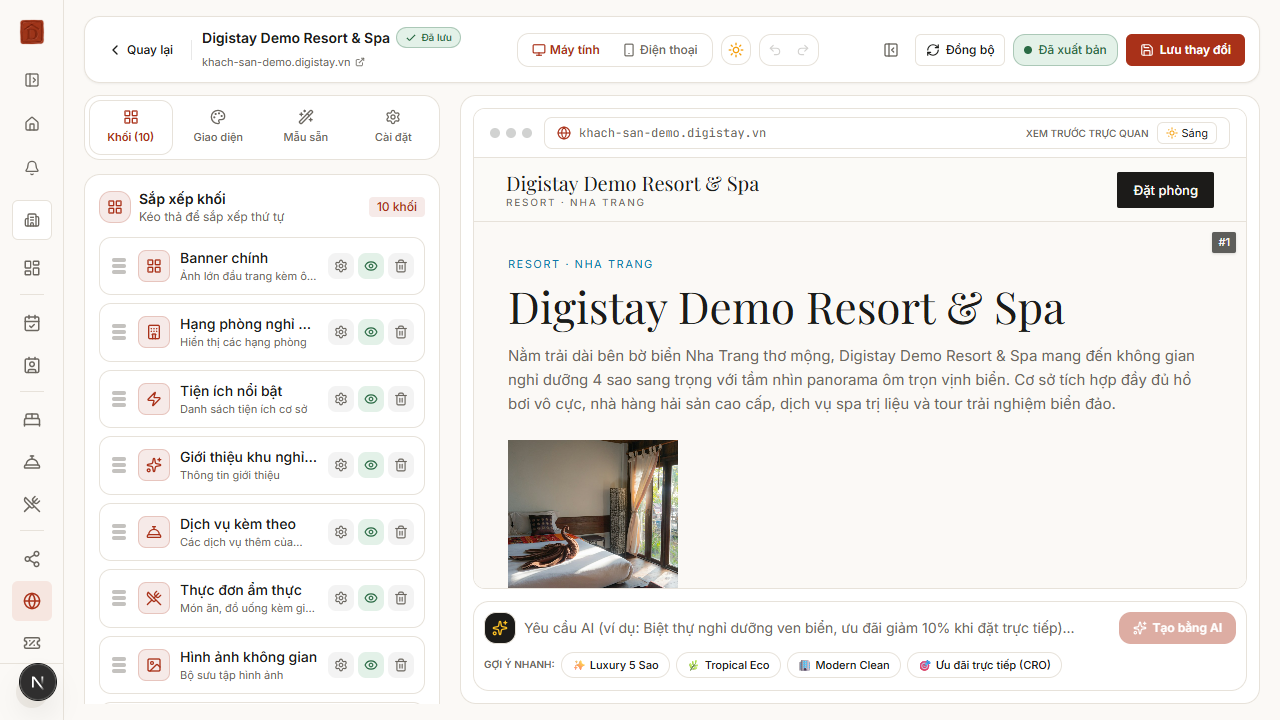 Quay lại
Digistay Demo Resort & Spa
Đã lưu
khach-san-demo.digistay.vn
Máy tính
Điện thoại
Đồng bộ
Đã xuất bản
Lưu thay đổi
Khối (10)
Giao diện
Mẫu sẵn
Cài đặt
Sắp xếp khối
Kéo thả để sắp xếp thứ tự
10 khối
Banner chính
Ảnh lớn đầu trang kèm ô...
Hạng phòng nghỉ ...
Hiển thị các hạng phòng
Tiện ích nổi bật
Danh sách tiện ích cơ sở
Giới thiệu khu nghỉ...
Thông tin giới thiệu
Dịch vụ kèm theo
Các dịch vụ thêm của...
Thực đơn ẩm thực
Món ăn, đồ uống kèm gi...
Hình ảnh không gian
Bộ sưu tập hình ảnh
N
khach-san-demo.digistay.vn
XEM TRƯỚC TRỰC QUAN
Sáng
Digistay Demo Resort & Spa
RESORT · NHA TRANG
Đặt phòng
#1
RESORT · NHA TRANG
Digistay Demo Resort & Spa
Nằm trải dài bên bờ biển Nha Trang thơ mộng, Digistay Demo Resort & Spa mang đến không gian
nghỉ dưỡng 4 sao sang trọng với tầm nhìn panorama ôm trọn vịnh biển. Cơ sở tích hợp đầy đủ hồ
bơi vô cực, nhà hàng hải sản cao cấp, dịch vụ spa trị liệu và tour trải nghiệm biển đảo.
Yêu cầu AI (ví dụ: Biệt thự nghỉ dưỡng ven biển, ưu đãi giảm 10% khi đặt trực tiếp)...
Tạo bằng AI
GỢI Ý NHANH:
Luxury 5 Sao
Tropical Eco
Modern Clean
Ưu đãi trực tiếp (CRO)